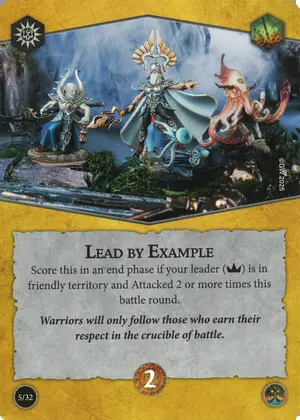 ©GW 2025
LEAD BY EXAMPLE
Score this in an end phase if your leader () is in
friendly territory and Attacked 2 or more times this
battle round.
Warriors will only follow those who earn their
respect in the crucible of battle.
2
5/32